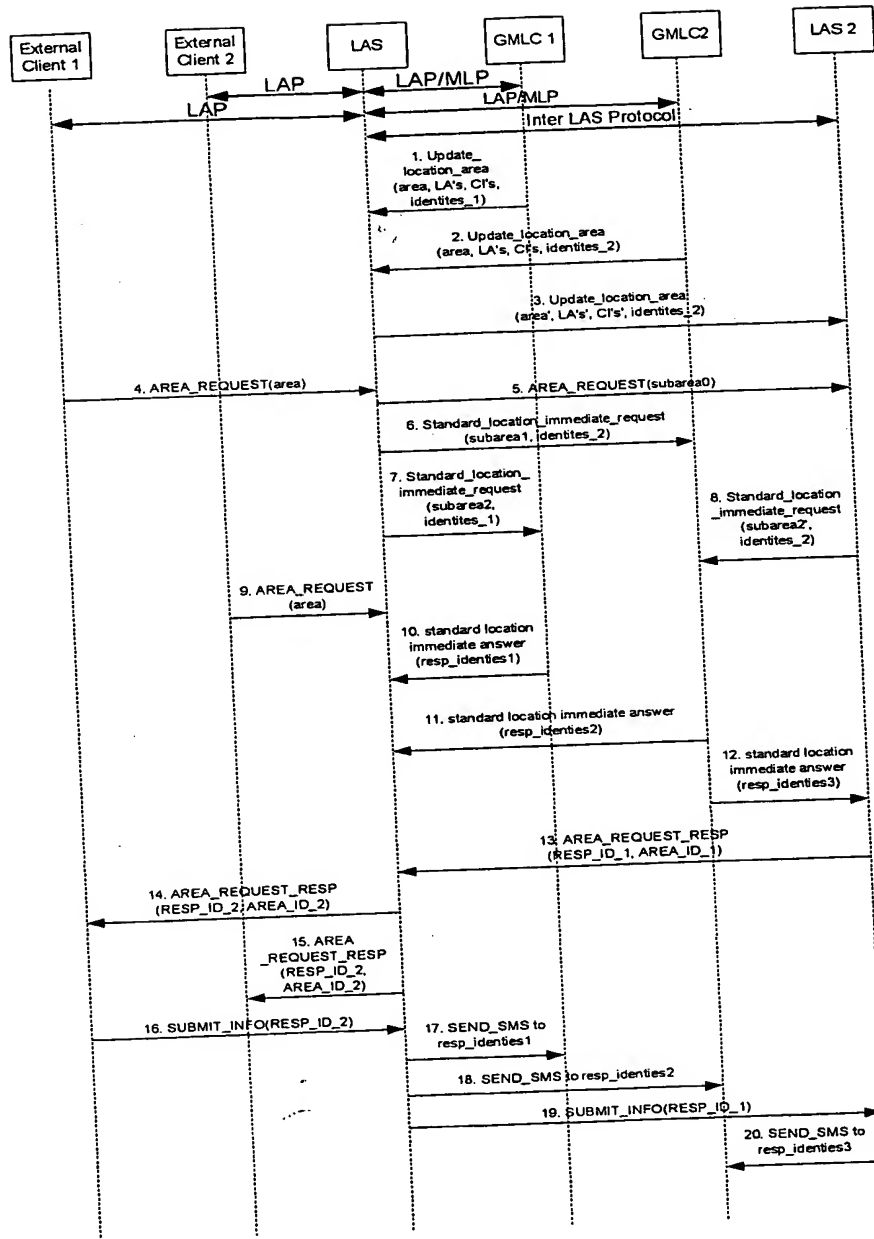 External
Client 1
External
Client 2
LAS
GMLC 1
GMLC2
LAS 2
LAP
LAP/MLP
LAP/MLP
LAP
Inter LAS Protocol
1. Update_
location_area
(area, LA's, CI's,
identites_1)
2. Update_location_area
(area, LA's, CI's, identites_2)
3. Update_location_area
(area', LA's', CI's', identites_2)
4. AREA_REQUEST(area)
5. AREA_REQUEST(subarea0)
6. Standard_location_immediate_request
(subarea1, identites_2)
7. Standard_location_
immediate_request
(subarea2,
identites_1)
8. Standard_location
_immediate_request
(subarea2',
identites_2)
9. AREA_REQUEST
(area)
10. standard location
immediate answer
(resp_identies1)
11. standard location immediate answer
(resp_identies2)
12. standard location
immediate answer
(resp_identies3)
13. AREA_REQUEST_RESP
(RESP_ID_1, AREA_ID_1)
14. AREA_REQUEST_RESP
(RESP_ID_2, AREA_ID_2)
15. AREA
_REQUEST_RESP
(RESP_ID_2,
AREA_ID_2)
16. SUBMIT_INFO(RESP_ID_2)
17. SEND_SMS to
resp_identies1
18. SEND_SMS to resp_identies2
19. SUBMIT_INFO(RESP_ID_1)
20. SEND_SMS to
resp_identies3